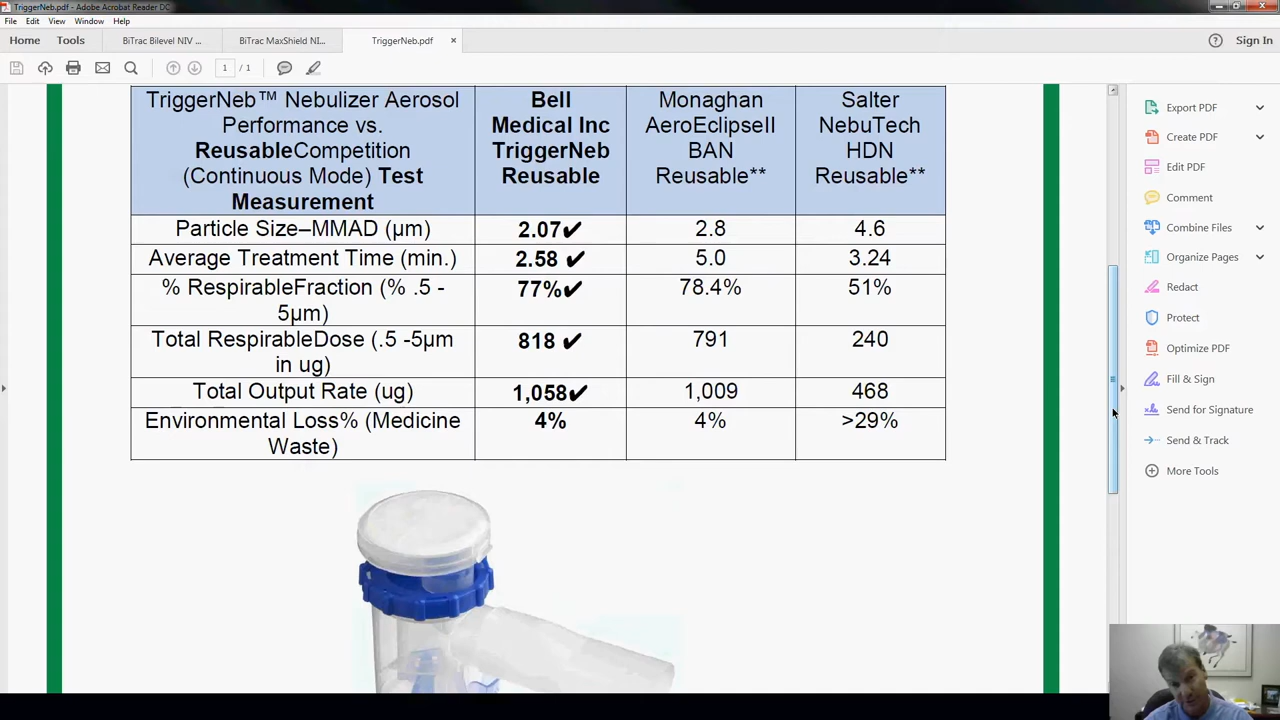 TriggerNeb.pdf - Adobe Acrobat Reader DC
File Edit View Window Help
Home Tools BiTrac Bilevel NIV ... BiTrac MaxShield NI... TriggerNeb.pdf ×
Sign In
1 / 1
TriggerNeb™ Nebulizer Aerosol
Performance vs.
ReusableCompetition
(Continuous Mode) Test
Measurement
Bell
Medical Inc
TriggerNeb
Reusable
Monaghan
AeroEclipseII
BAN
Reusable**
Salter
NebuTech
HDN
Reusable**
Particle Size–MMAD (µm) 2.07✔ 2.8 4.6
Average Treatment Time (min.) 2.58 ✔ 5.0 3.24
% RespirableFraction (% .5 - 77%✔ 78.4% 51%
5µm)
Total RespirableDose (.5 -5µm 818 ✔ 791 240
in ug)
Total Output Rate (ug) 1,058✔ 1,009 468
Environmental Loss% (Medicine 4% 4% >29%
Waste)
Export PDF
Create PDF
Edit PDF
Comment
Combine Files
Organize Pages
Redact
Protect
Optimize PDF
Fill & Sign
Send for Signature
Send & Track
More Tools